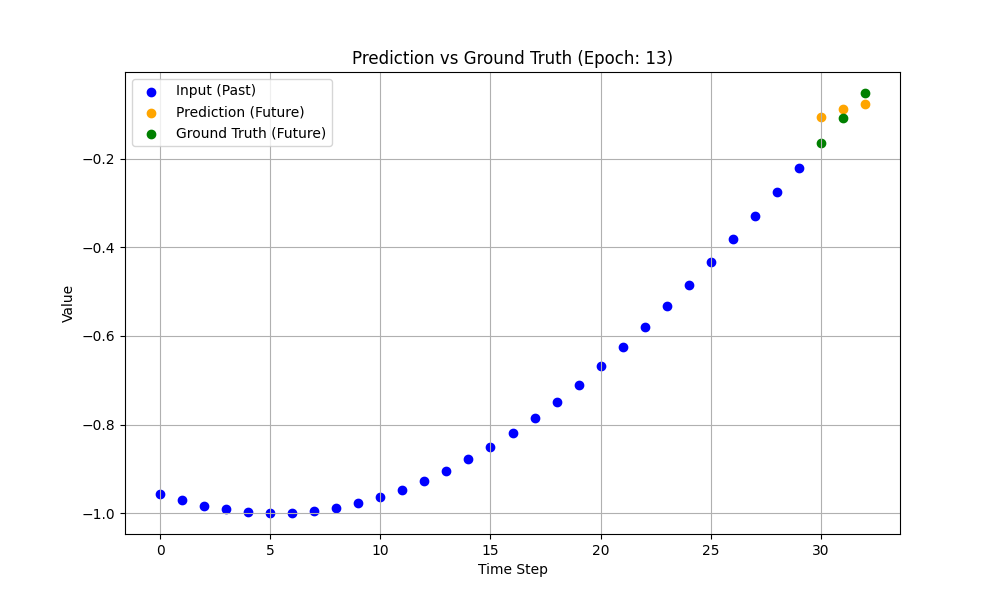 Prediction vs Ground Truth (Epoch: 13)
Input (Past)
Prediction (Future)
Ground Truth (Future)
−0.2
−0.4
−0.6
−0.8
−1.0
Value
0 5 10 15 20 25 30
Time Step